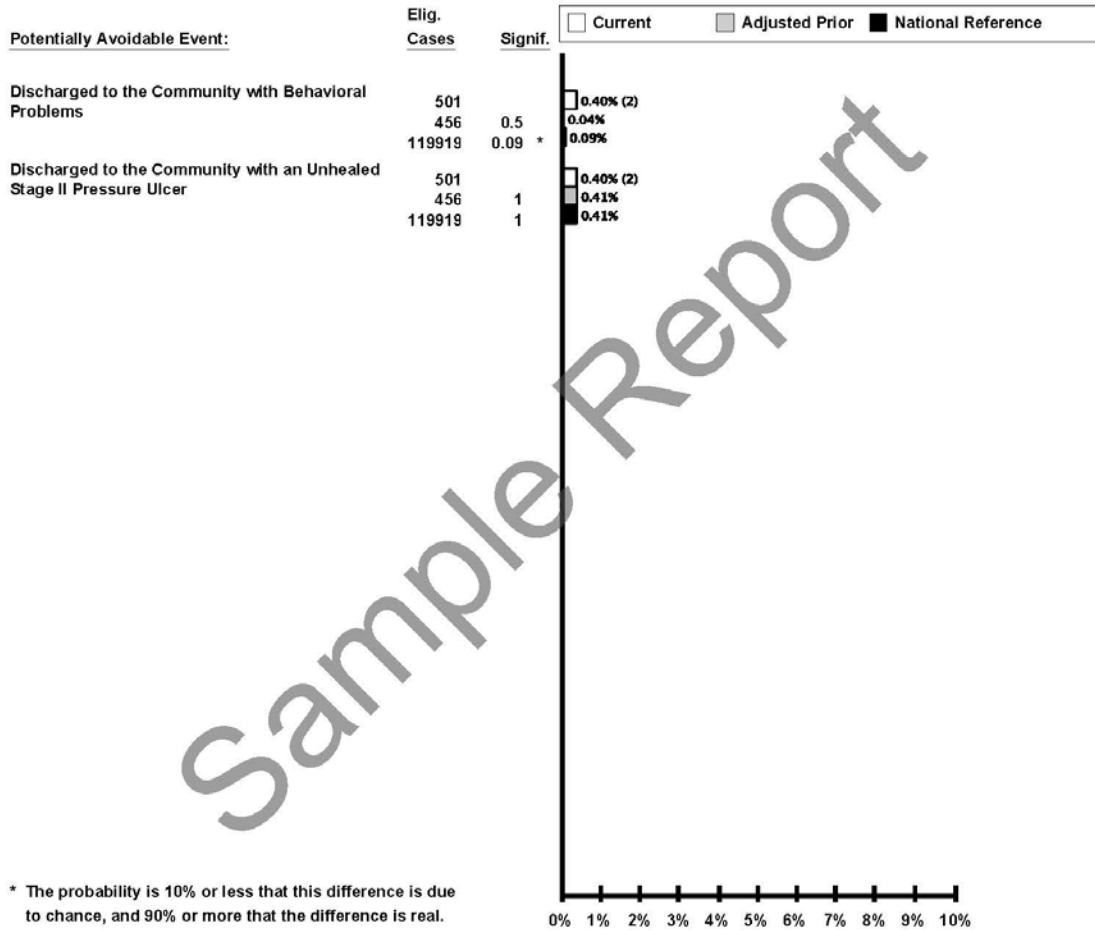 Elig.
Potentially Avoidable Event: Cases Signif.
Current Adjusted Prior National Reference
Discharged to the Community with Behavioral
Problems
501 0.40% (2)
456 0.5 0.04%
119919 0.09 * 0.09%
Discharged to the Community with an Unhealed
Stage II Pressure Ulcer
501 0.40% (2)
456 1 0.41%
119919 1 0.41%
Sample Report
* The probability is 10% or less that this difference is due
to chance, and 90% or more that the difference is real.
0% 1% 2% 3% 4% 5% 6% 7% 8% 9% 10%